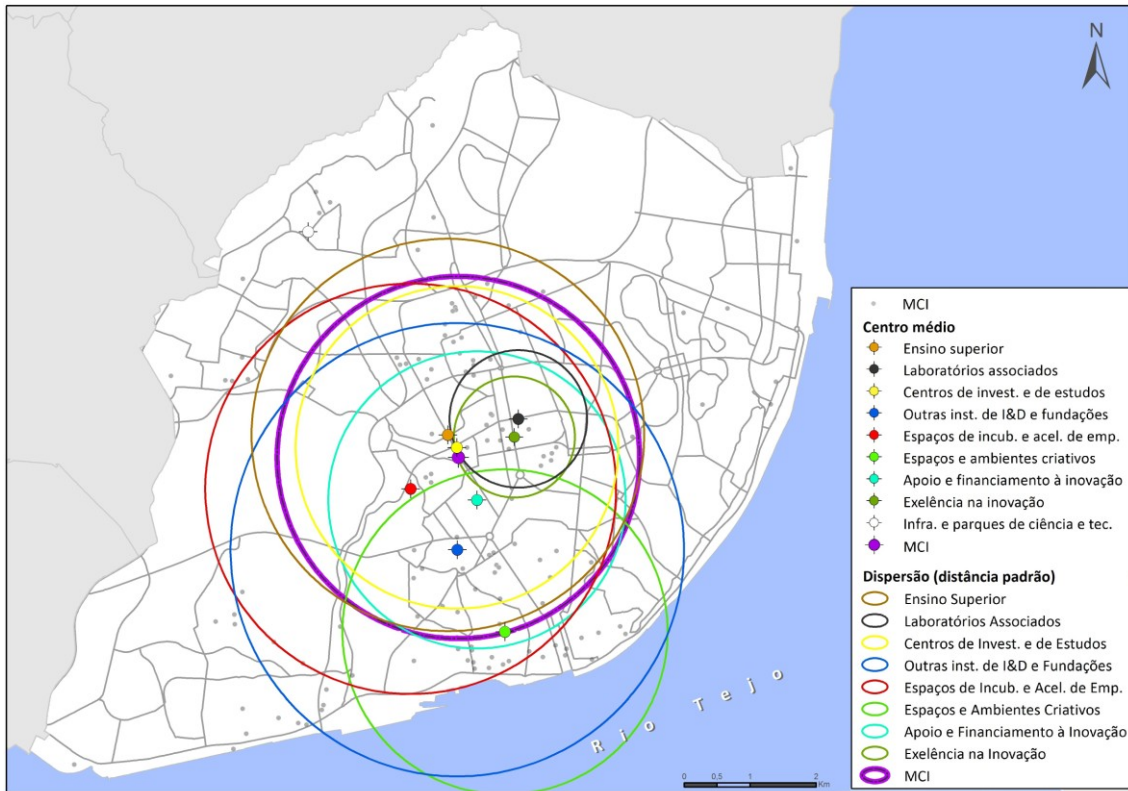 N
MCI
Centro médio
Ensino superior
Laboratórios associados
Centros de invest. e de estudos
Outras inst. de I&D e fundações
Espaços de incub. e acel. de emp.
Espaços e ambientes criativos
Apoio e financiamento à inovação
Exelência na inovação
Infra. e parques de ciência e tec.
MCI
Dispersão (distância padrão)
Ensino Superior
Laboratórios Associados
Centros de Invest. e de Estudos
Outras inst. de I&D e Fundações
Espaços de Incub. e Acel. de Emp.
Espaços e Ambientes Criativos
Apoio e Financiamento à Inovação
Exelência na Inovação
MCI
Rio Tejo
0 0,5 1 2
Km